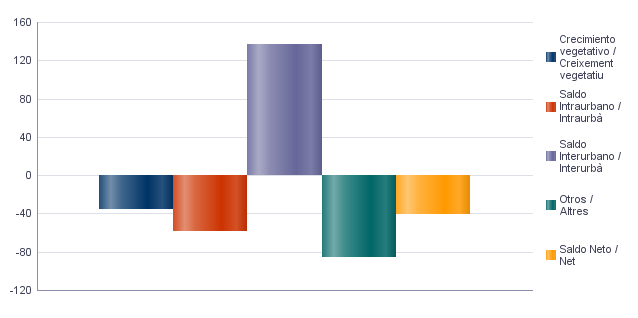 160
120
80
40
0
-40
-80
-120
Crecimiento
vegetativo /
Creixement
vegetatiu
Saldo
Intraurbano /
Intraurbà
Saldo
Interurbano /
Interurbà
Otros /
Altres
Saldo Neto /
Net